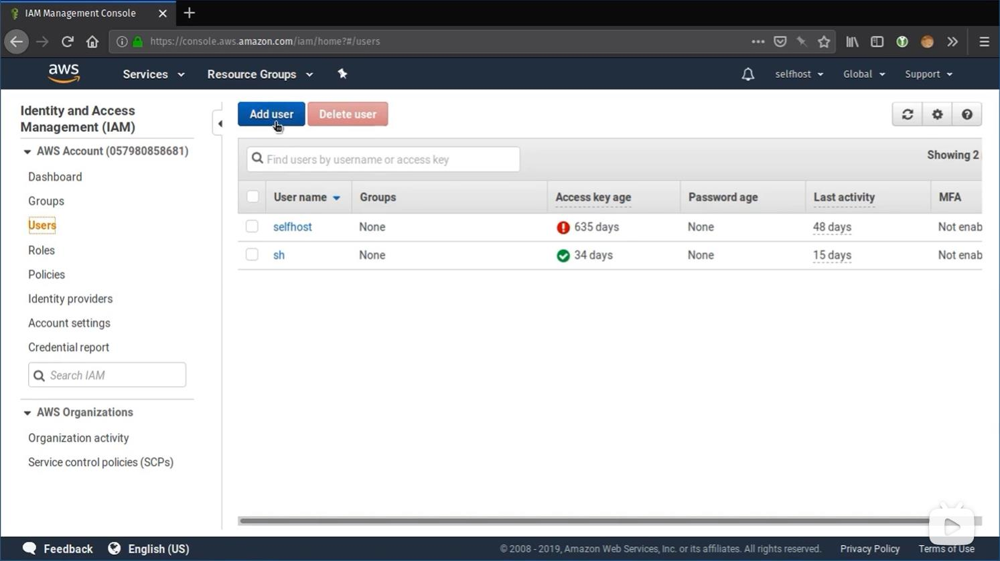 IAM Management Console
https://console.aws.amazon.com/iam/home?#/users
aws
Services
Resource Groups
selfhost
Global
Support
Identity and Access
Management (IAM)
AWS Account (057980858681)
Dashboard
Groups
Users
Roles
Policies
Identity providers
Account settings
Credential report
Search IAM
AWS Organizations
Organization activity
Service control policies (SCPs)
Add user
Delete user
Find users by username or access key
Showing 2
User name Groups Access key age Password age Last activity MFA
selfhost None 635 days None 48 days Not enab
sh None 34 days None 15 days Not enab
Feedback
English (US)
© 2008 - 2019, Amazon Web Services, Inc. or its affiliates. All rights reserved.
Privacy Policy
Terms of Use